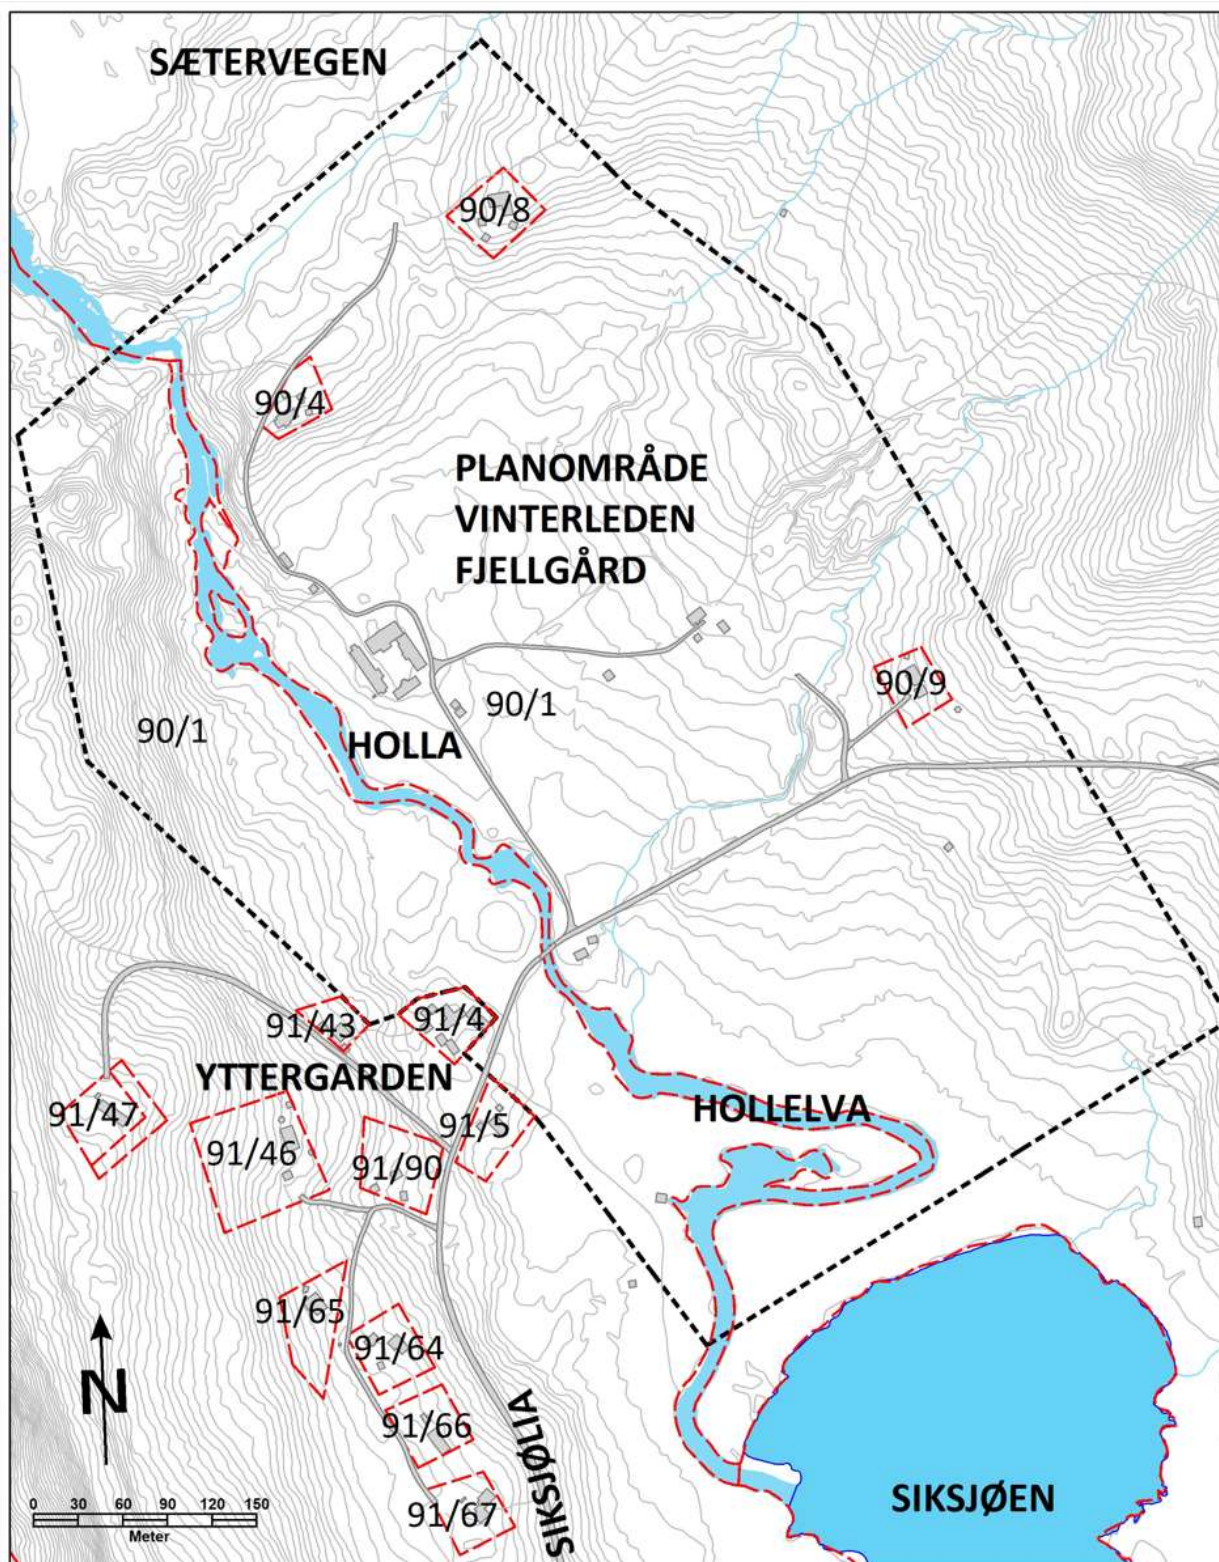 SÆTERVEGEN
90/8
90/4
PLANOMRÅDE
VINTERLEDEN
FJELLGÅRD
90/9
90/1
90/1
HOLLA
91/43
91/4
YTTERGARDEN
91/47
91/5
HOLLELVA
91/46
91/90
91/65
91/64
N
91/66
SIKSJØLIA
SIKSJØEN
91/67
0 30 60 90 120 150
Meter